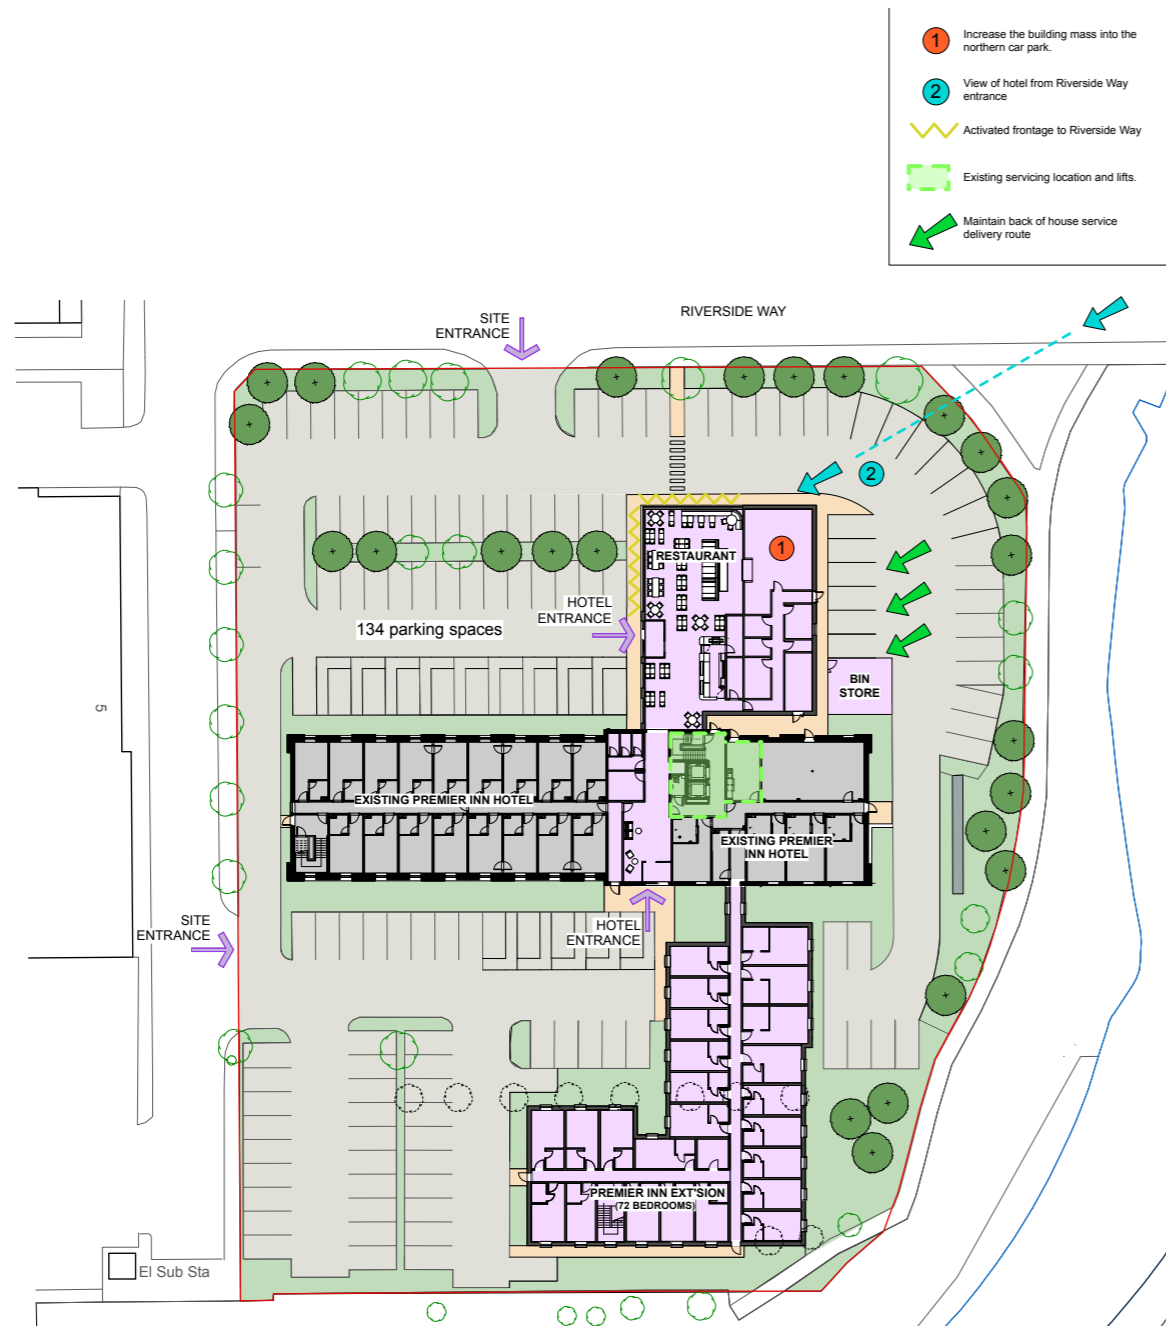 1
Increase the building mass into the
northern car park.
2
View of hotel from Riverside Way
entrance
Activated frontage to Riverside Way
Existing servicing location and lifts.
Maintain back of house service
delivery route
SITE
ENTRANCE
RIVERSIDE WAY
2
1
RESTAURANT
HOTEL
ENTRANCE
134 parking spaces
BIN
STORE
5
EXISTING PREMIER INN HOTEL
EXISTING PREMIER
INN HOTEL
SITE
ENTRANCE
HOTEL
ENTRANCE
PREMIER INN EXT'SION
(72 BEDROOMS)
El Sub Sta